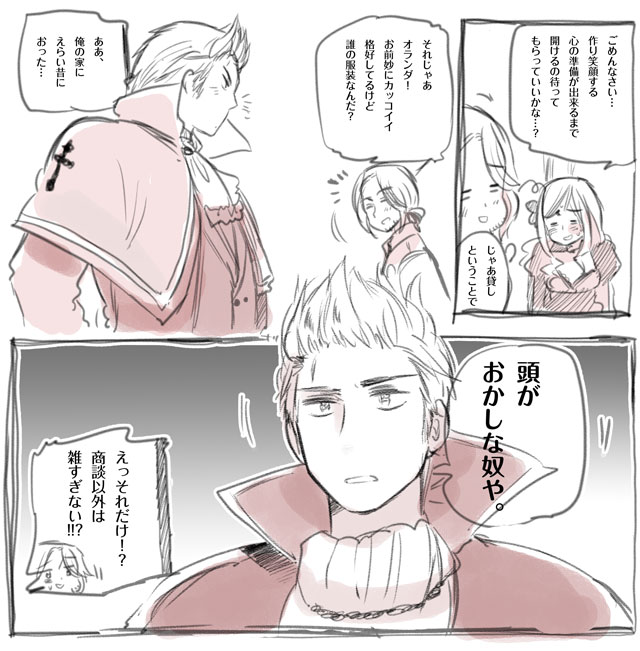 ごめんなさい…
作り笑顔する
心の準備が出来るまで
開けるの待って
もらっていいかな…?
じゃあ貸し
ということで
それじゃあ
オランダ!
お前妙にカッコイイ
格好してるけど
誰の服装なんだ?
ああ、
俺の家に
えらい昔に
おった…
頭が
おかしな奴や。
えっそれだけ!?
商談以外は
雑すぎない!!?